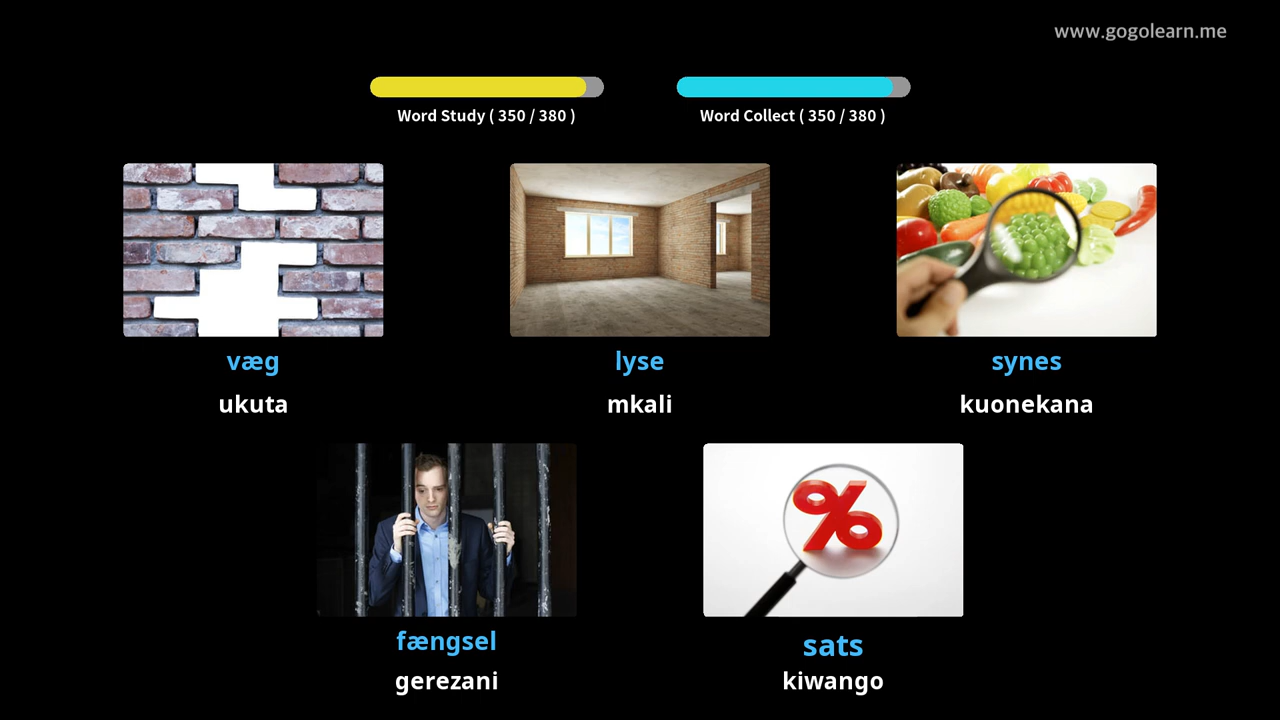 www.gogolearn.me
Word Study ( 350 / 380 )
Word Collect ( 350 / 380 )
væg
ukuta
lyse
mkali
synes
kuonekana
fængsel
gerezani
sats
kiwango